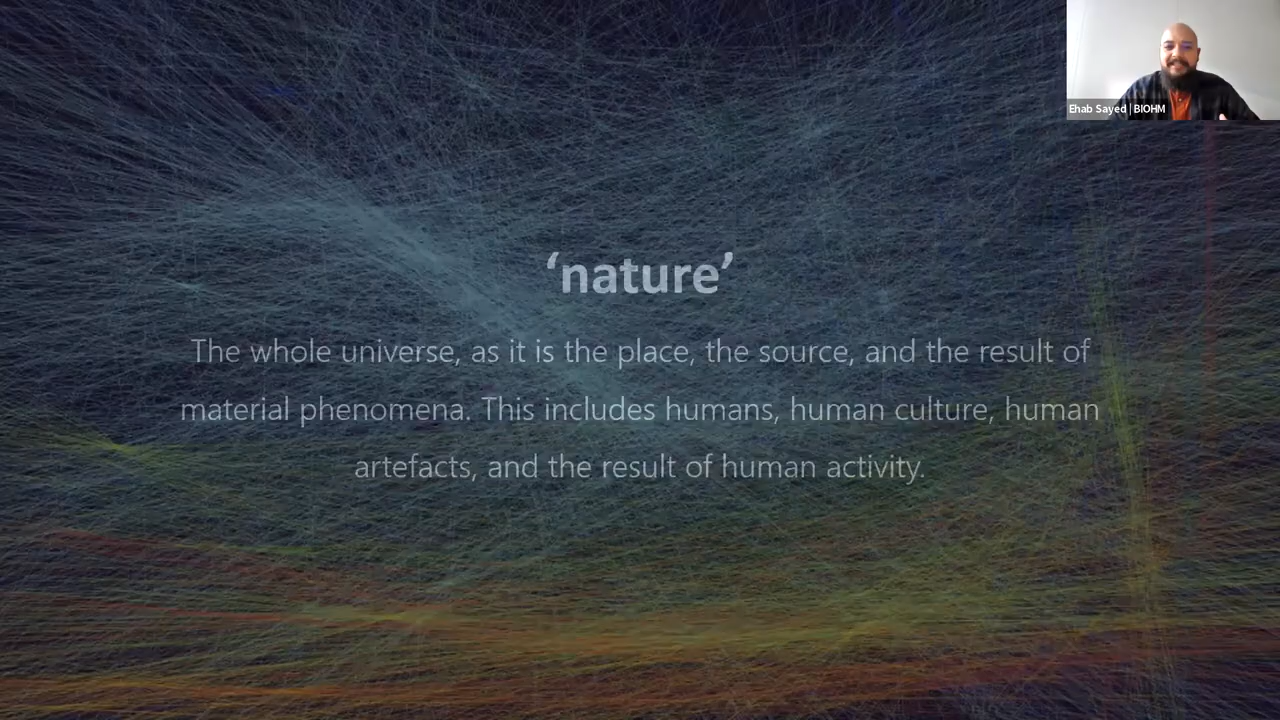 Ehab Sayed | BIOHM
‘nature’
The whole universe, as it is the place, the source, and the result of
material phenomena. This includes humans, human culture, human
artefacts, and the result of human activity.